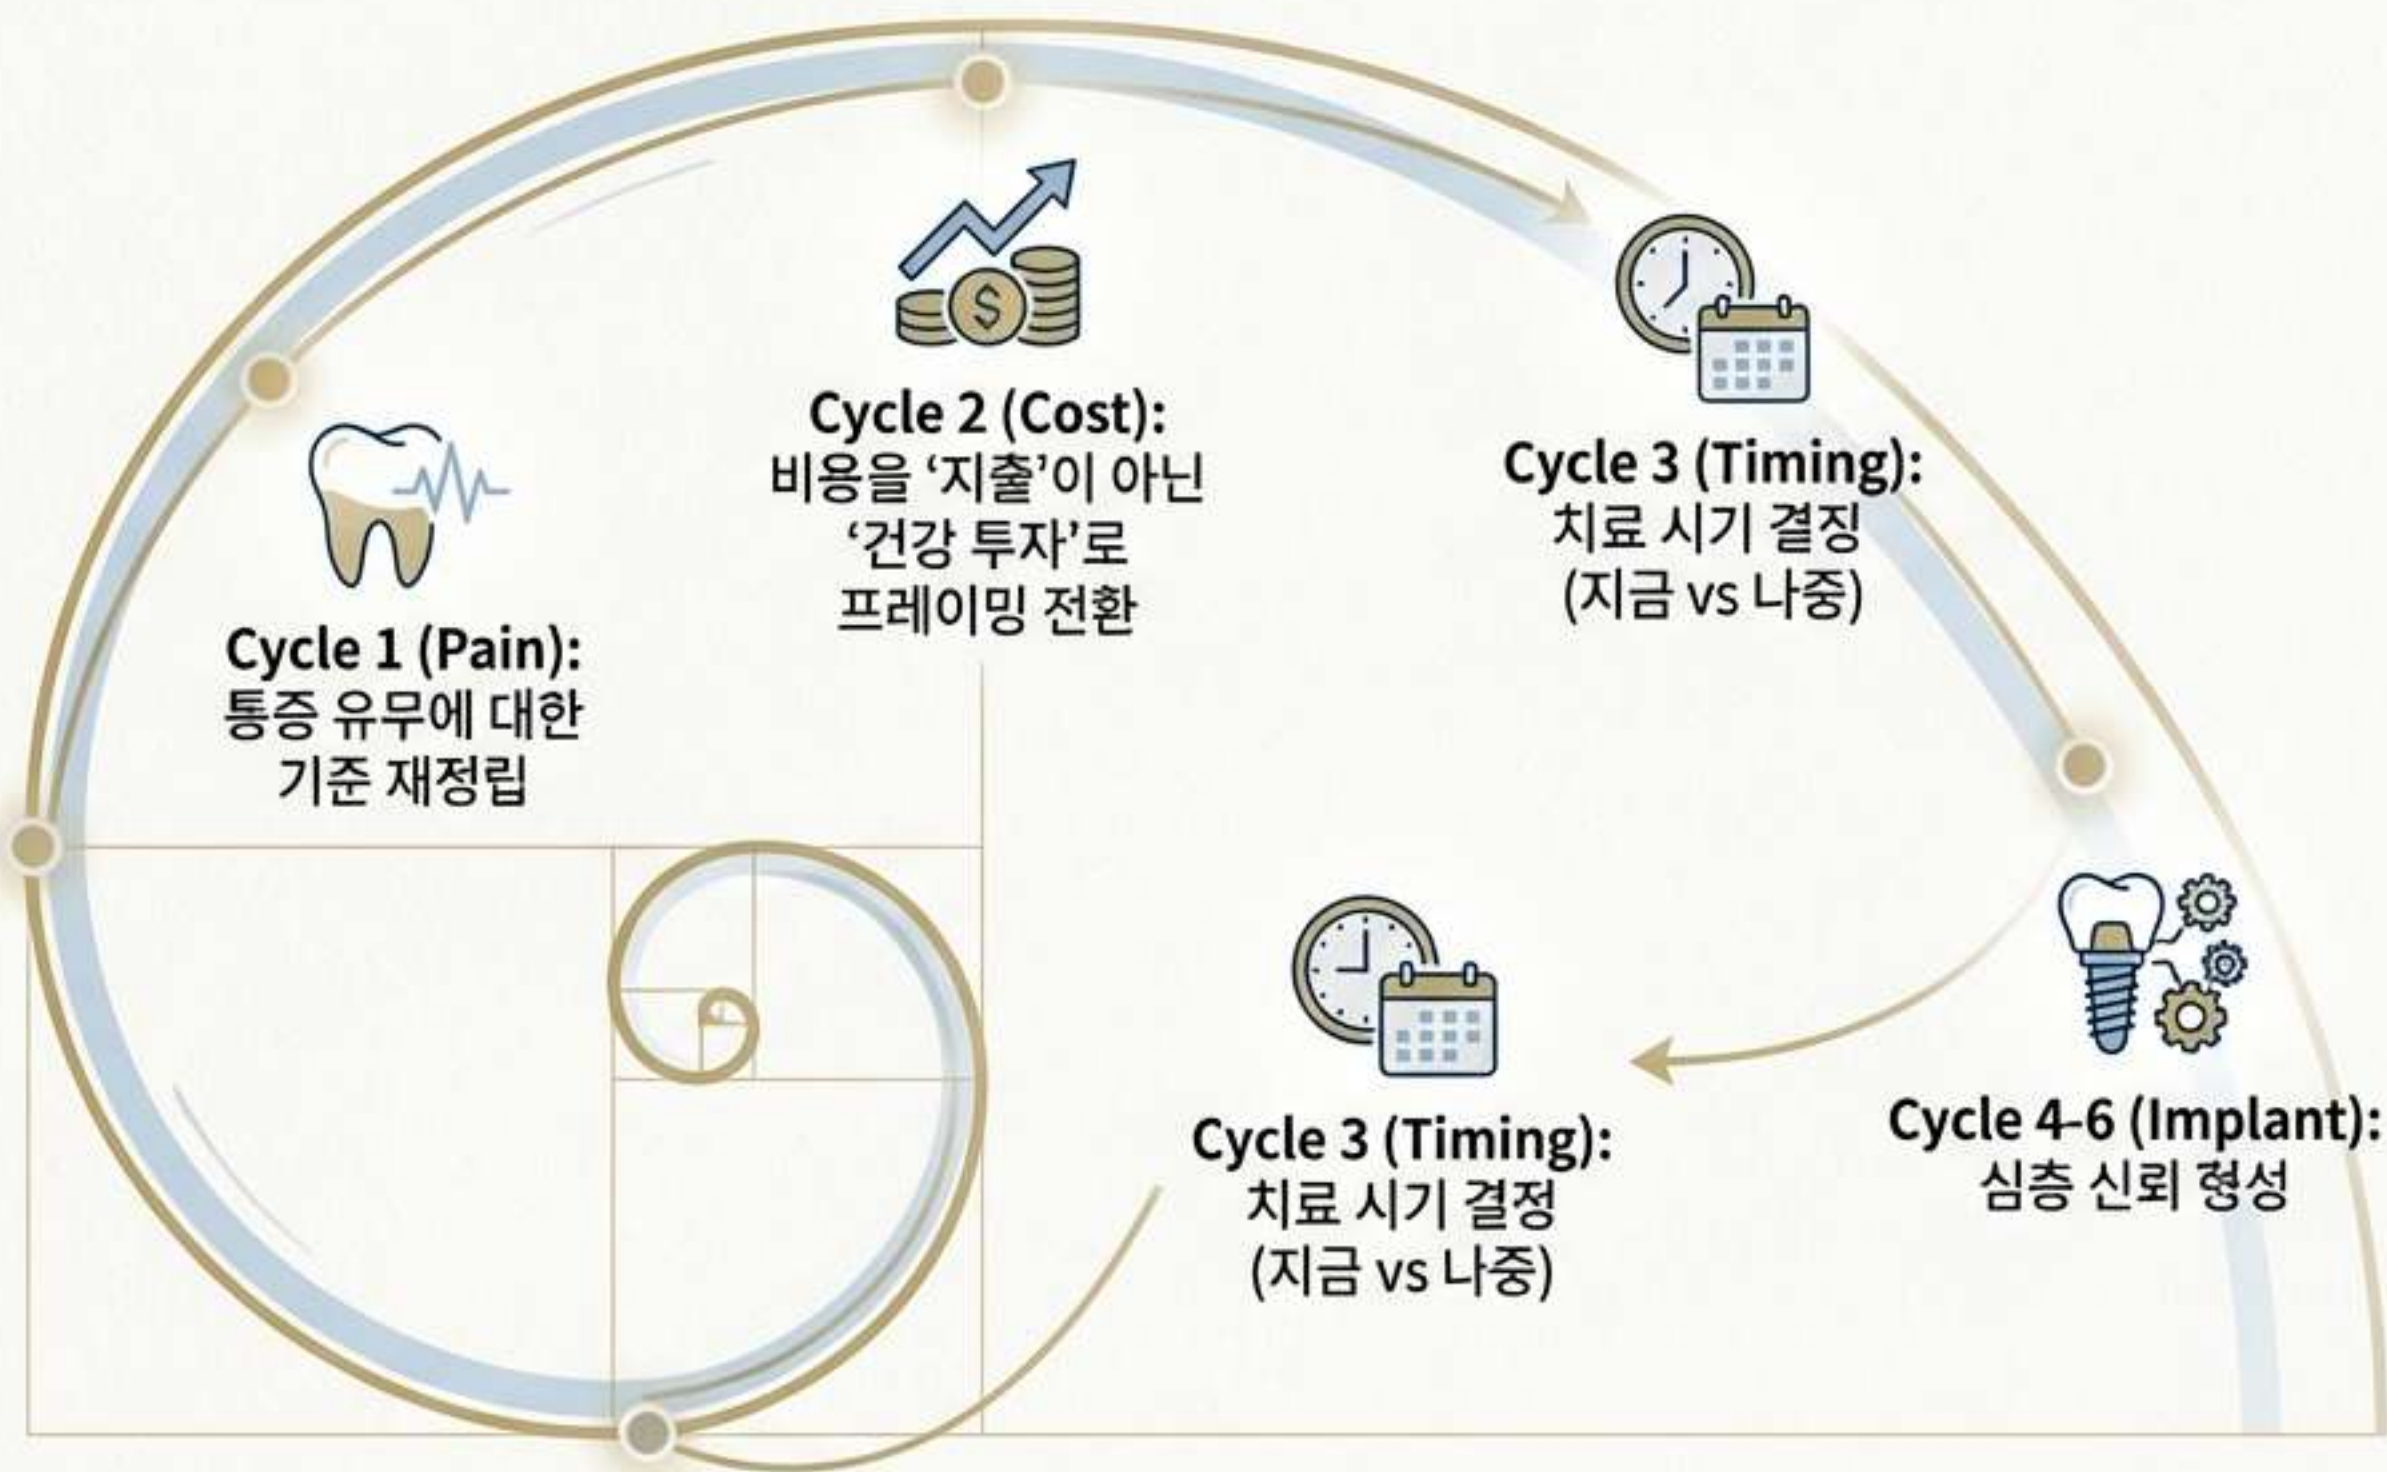 Cycle 1 (Pain):
통증 유무에 대한
기준 재정립
Cycle 2 (Cost):
비용을 ‘지출’이 아닌
‘건강 투자’로
프레이밍 전환
Cycle 3 (Timing):
치료 시기 결징
(지금 vs 나중)
Cycle 3 (Timing):
치료 시기 결정
(지금 vs 나중)
Cycle 4-6 (Implant):
심층 신뢰 형성